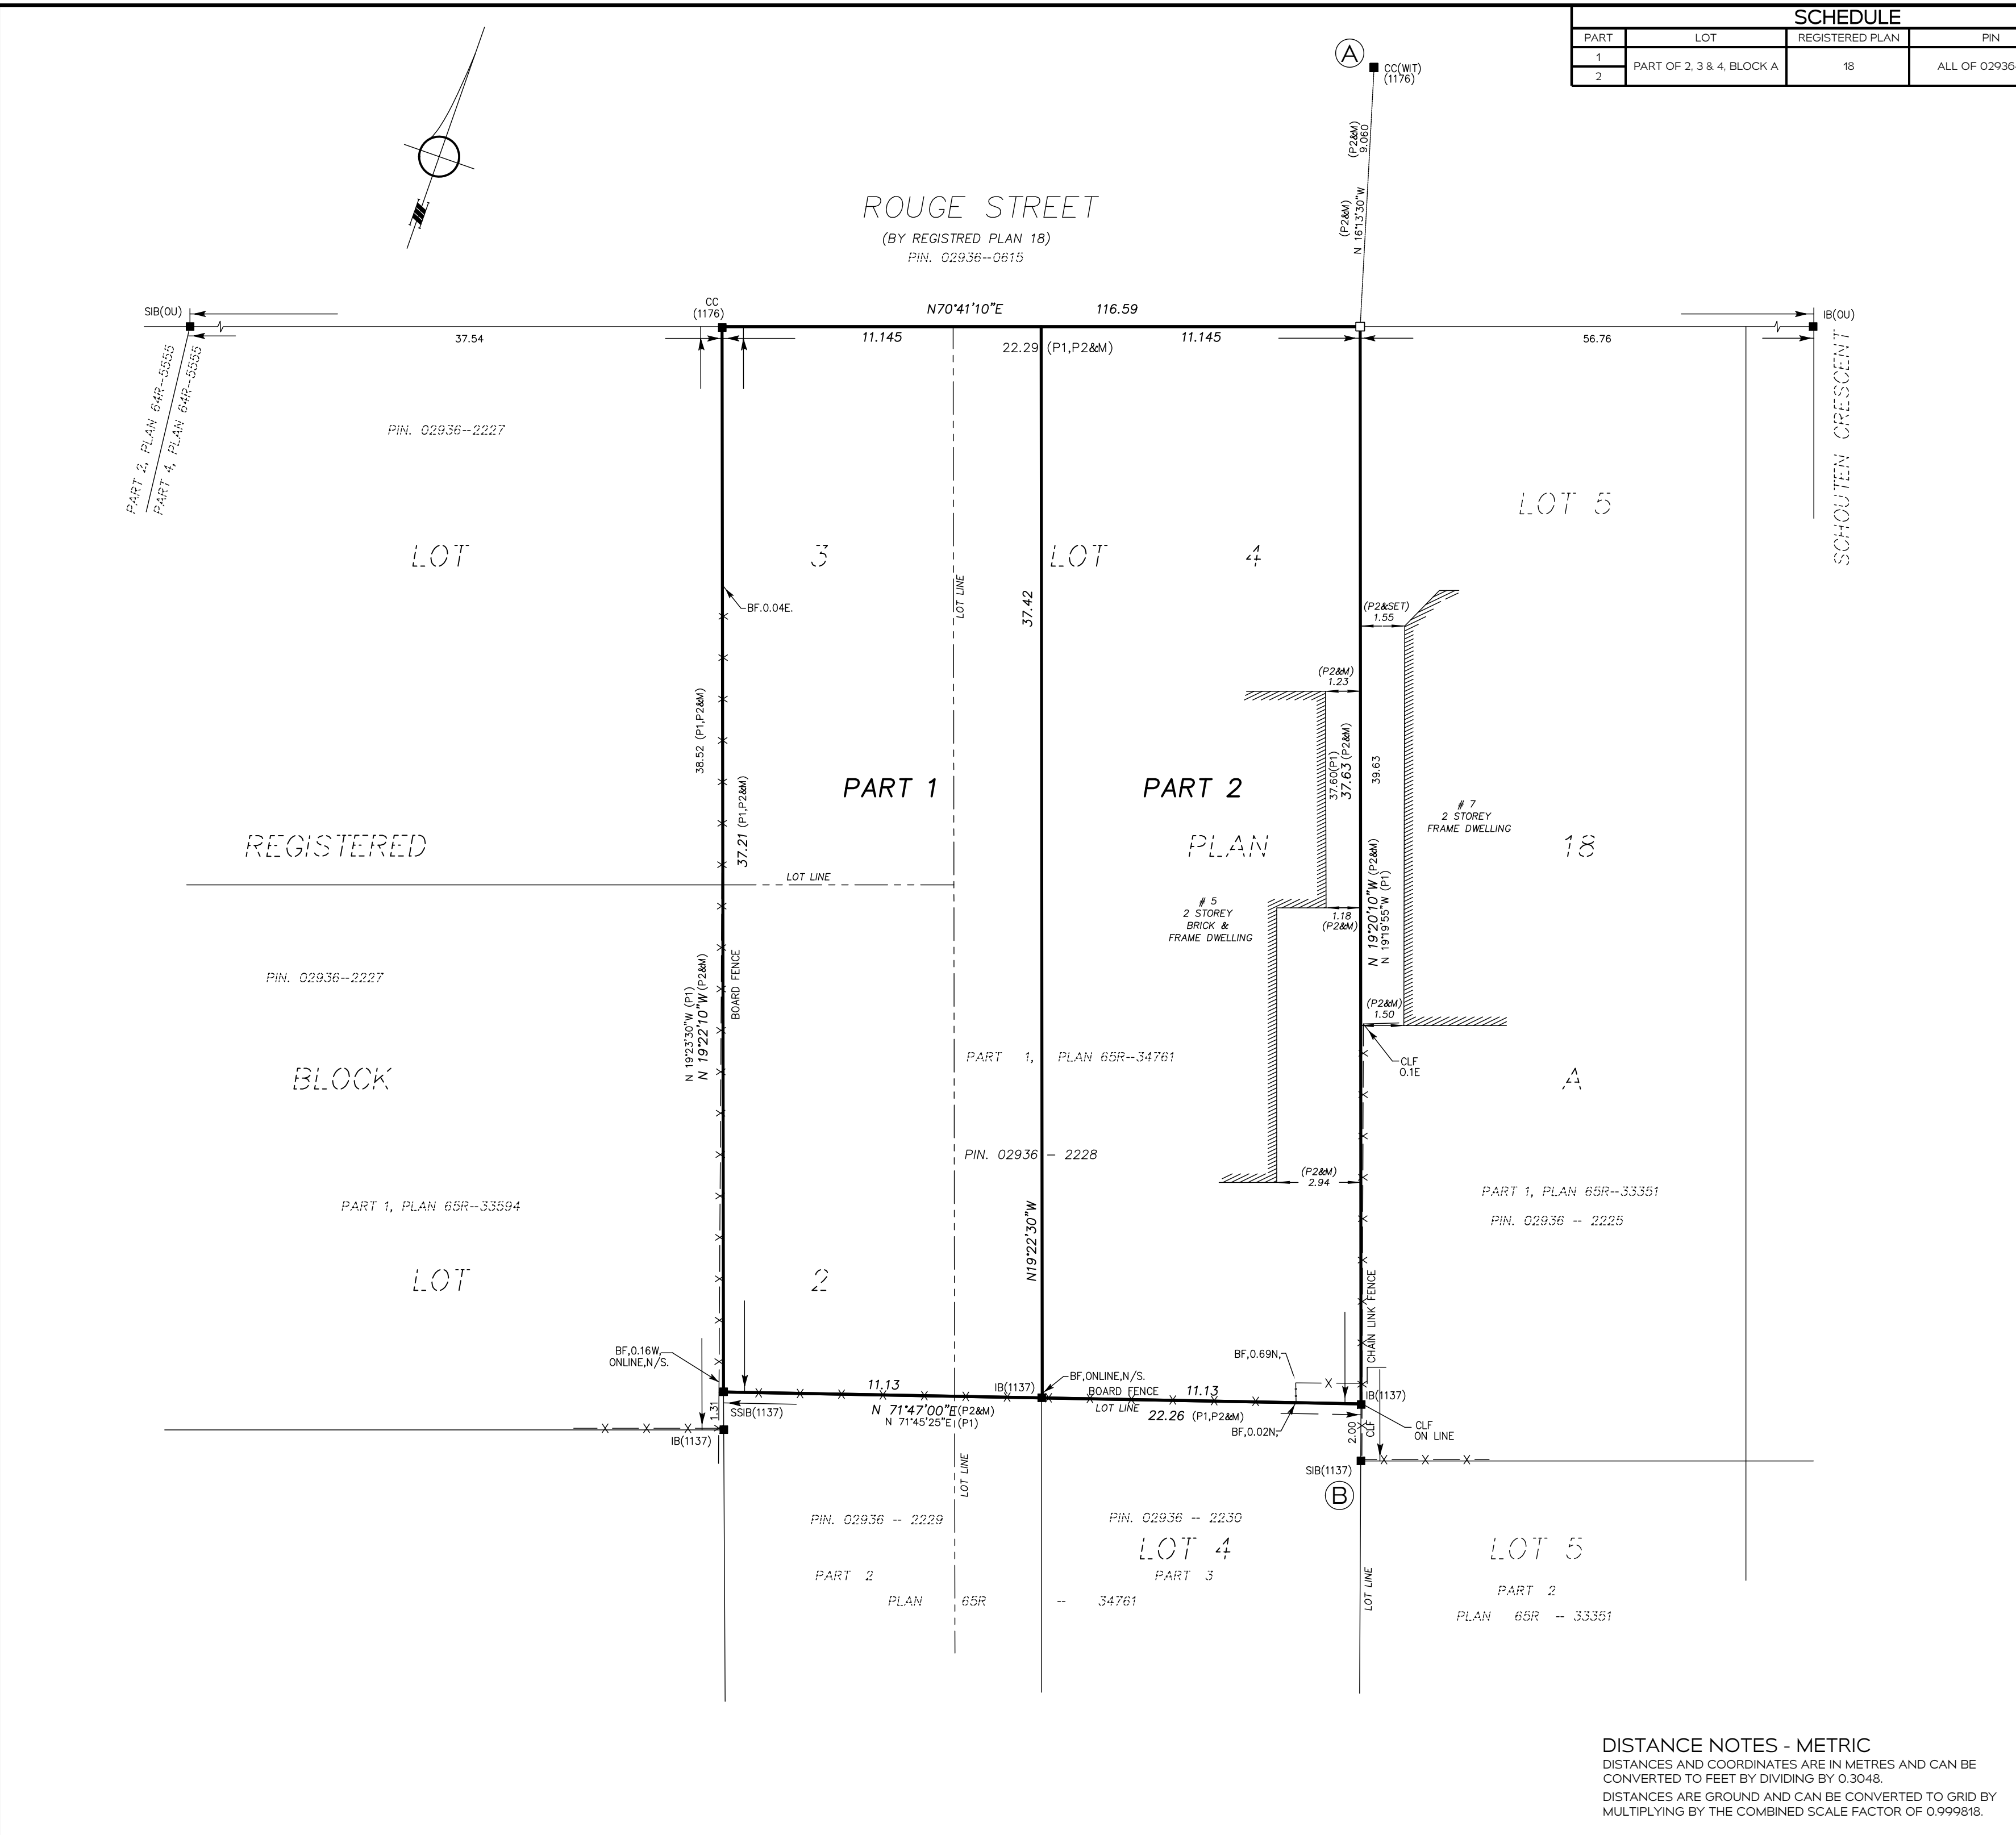 SCHEDULE
PART LOT REGISTERED PLAN PIN
1
PART OF 2, 3 & 4, BLOCK A 18 ALL OF 02936
2
A
CC(WIT)
(1176)
(P2&M)
9.060
(P2&M)
N 16°13'30"W
ROUGE STREET
(BY REGISTRED PLAN 18)
PIN. 02936--0615
SIB(OU)
CC
(1176)
N70°41'10"E 116.59
IB(OU)
37.54
11.145
11.145
56.76
22.29 (P1,P2&M)
PART 2, PLAN 64R--5555
PART 4, PLAN 64R--5555
SCHOUTEN CRESCENT
PIN. 02936--2227
LOT 3
LOT 4
LOT 5
BF.0.04E.
LOT LINE
37.42
(P2&SET)
1.55
(P2&M)
1.23
38.52 (P1,P2&M)
37.21 (P1,P2&M)
PART 1
PART 2
37.60(P1)
37.63 (P2&M)
39.63
# 7
2 STOREY
FRAME DWELLING
REGISTERED PLAN 18
LOT LINE
# 5
2 STOREY
BRICK &
FRAME DWELLING
1.18
(P2&M)
N 19°20'10"W (P2&M)
N 19°19'55"W (P1)
PIN. 02936--2227
BOARD FENCE
N 19°23'30"W (P1)
N 19°22'10"W (P2&M)
(P2&M)
1.50
CLF
0.1E
PART 1, PLAN 65R--34761
BLOCK A
PIN. 02936 - 2228
(P2&M)
2.94
PART 1, PLAN 65R--33594
PART 1, PLAN 65R--33351
PIN. 02936 -- 2225
N19°22'30"W
LOT 2
CHAIN LINK FENCE
BF,0.16W,
ONLINE,N/S.
BF,0.69N,
BF,ONLINE,N/S.
11.13
IB(1137)
BOARD FENCE
11.13
IB(1137)
LOT LINE
1.31
SSIB(1137)
N 71°47'00"E(P2&M)
N 71°45'25"E(P1)
22.26 (P1,P2&M)
BF,0.02N,
2.00
CLF
CLF
ON LINE
IB(1137)
SIB(1137)
B
LOT LINE
PIN. 02936 -- 2229
PIN. 02936 -- 2230
LOT 4
LOT 5
PART 2
PART 3
LOT LINE
PART 2
PLAN 65R -- 34761
PLAN 65R -- 33351
DISTANCE NOTES - METRIC
DISTANCES AND COORDINATES ARE IN METRES AND CAN BE
CONVERTED TO FEET BY DIVIDING BY 0.3048.
DISTANCES ARE GROUND AND CAN BE CONVERTED TO GRID BY
MULTIPLYING BY THE COMBINED SCALE FACTOR OF 0.999818.